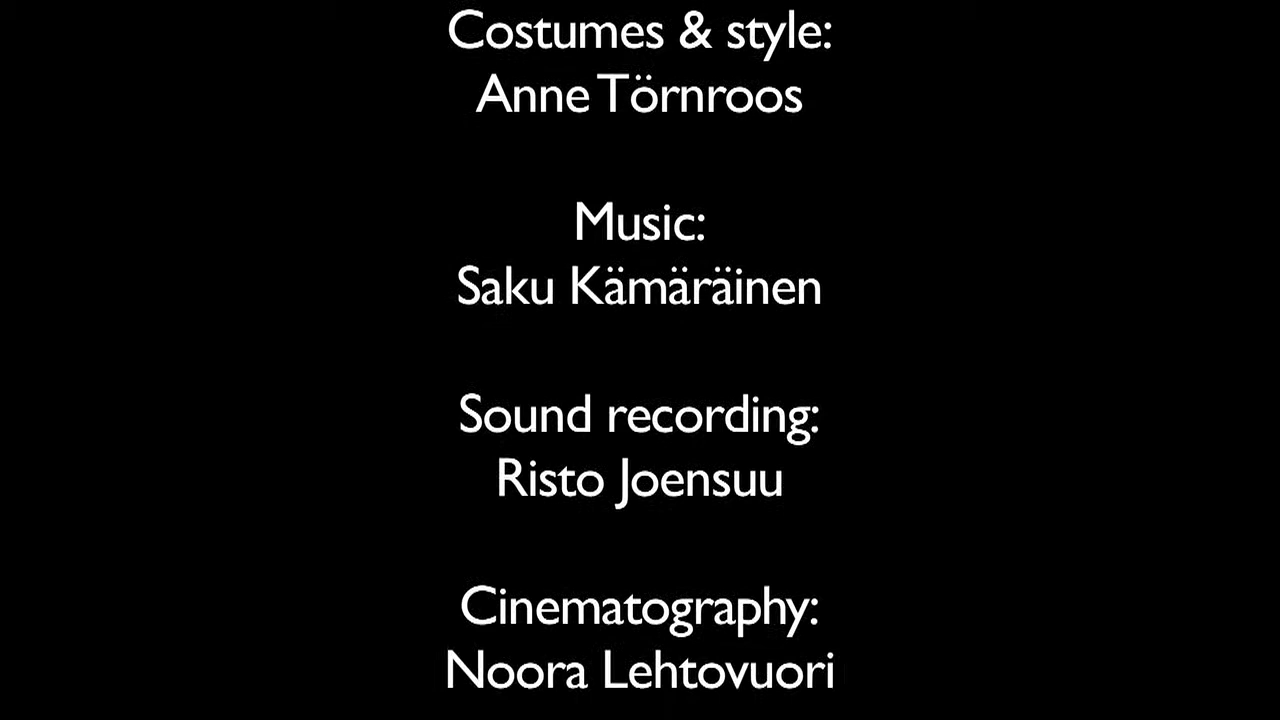 Costumes & style:
Anne Törnroos
Music:
Saku Kämäräinen
Sound recording:
Risto Joensuu
Cinematography:
Noora Lehtovuori